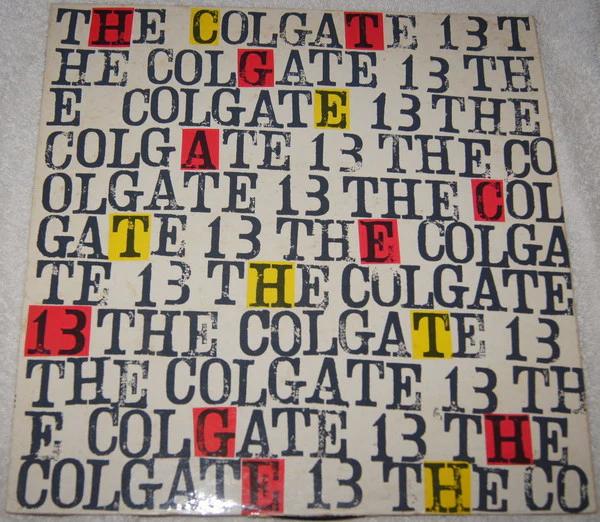 THE COLGATE 13 T
HE COLGATE 13 TH
E COLGATE 13 THE
COLGATE 13 THE CO
OLGATE 13 THE COL
GATE 13 THE COLGA
TE 13 THE COLGATE
13 THE COLGATE 13
THE COLGATE 13 TH
E COLGATE 13 THE
COLGATE 13 THE CO